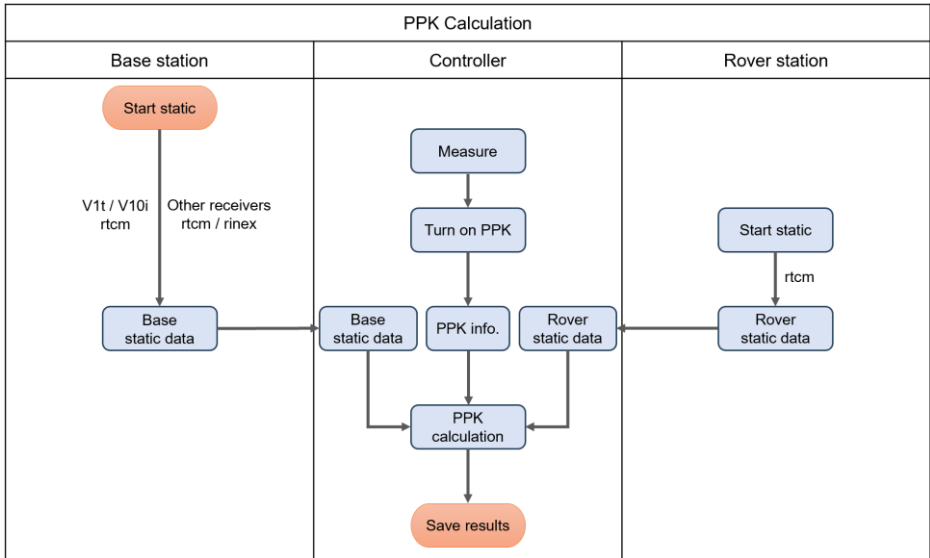 PPK Calculation
Base station
Controller
Rover station
Start static
V1t / V10i
rtcm
Other receivers
rtcm / rinex
Base
static data
Measure
Turn on PPK
Base
static data
PPK info.
Rover
static data
PPK
calculation
Save results
Start static
rtcm
Rover
static data